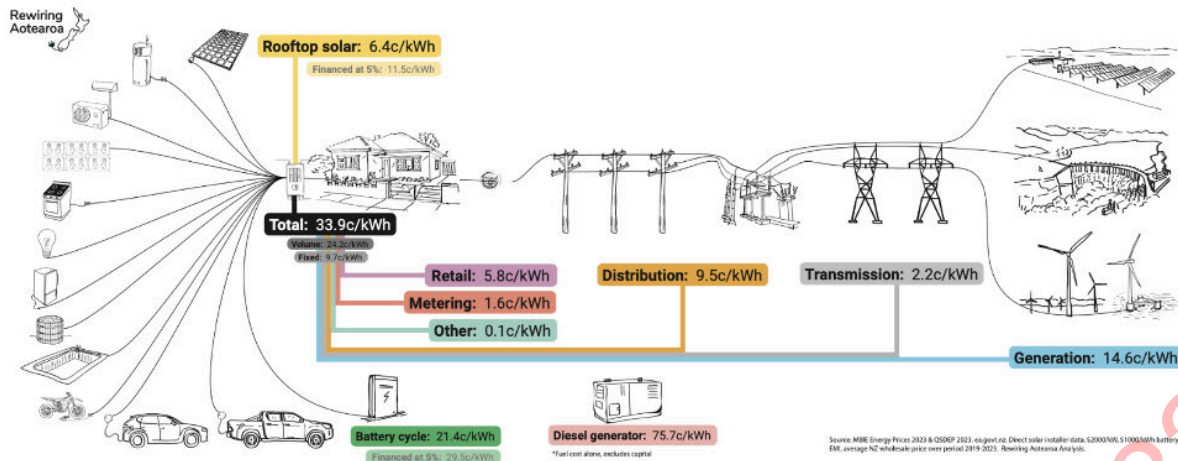 Rewiring
Aotearoa
Rooftop solar: 6.4c/kWh
Financed at 5%: 11.5c/kWh
Total: 33.9c/kWh
Volume: 24.2c/kWh
Fixed: 9.7c/kWh
Retail: 5.8c/kWh
Distribution: 9.5c/kWh
Transmission: 2.2c/kWh
Metering: 1.6c/kWh
Other: 0.1c/kWh
Generation: 14.6c/kWh
Battery cycle: 21.4c/kWh
Financed at 5%: 29.5c/kWh
Diesel generator: 75.7c/kWh
*Fuel cost alone, excludes capital
Source: MBIE Energy Prices 2023 & QSDEP 2023, ea.govt.nz. Direct solar installer data: $2000/kW, $1000/kWh battery
EMI, average NZ wholesale price over period 2019-2023. Rewiring Aotearoa Analysis.